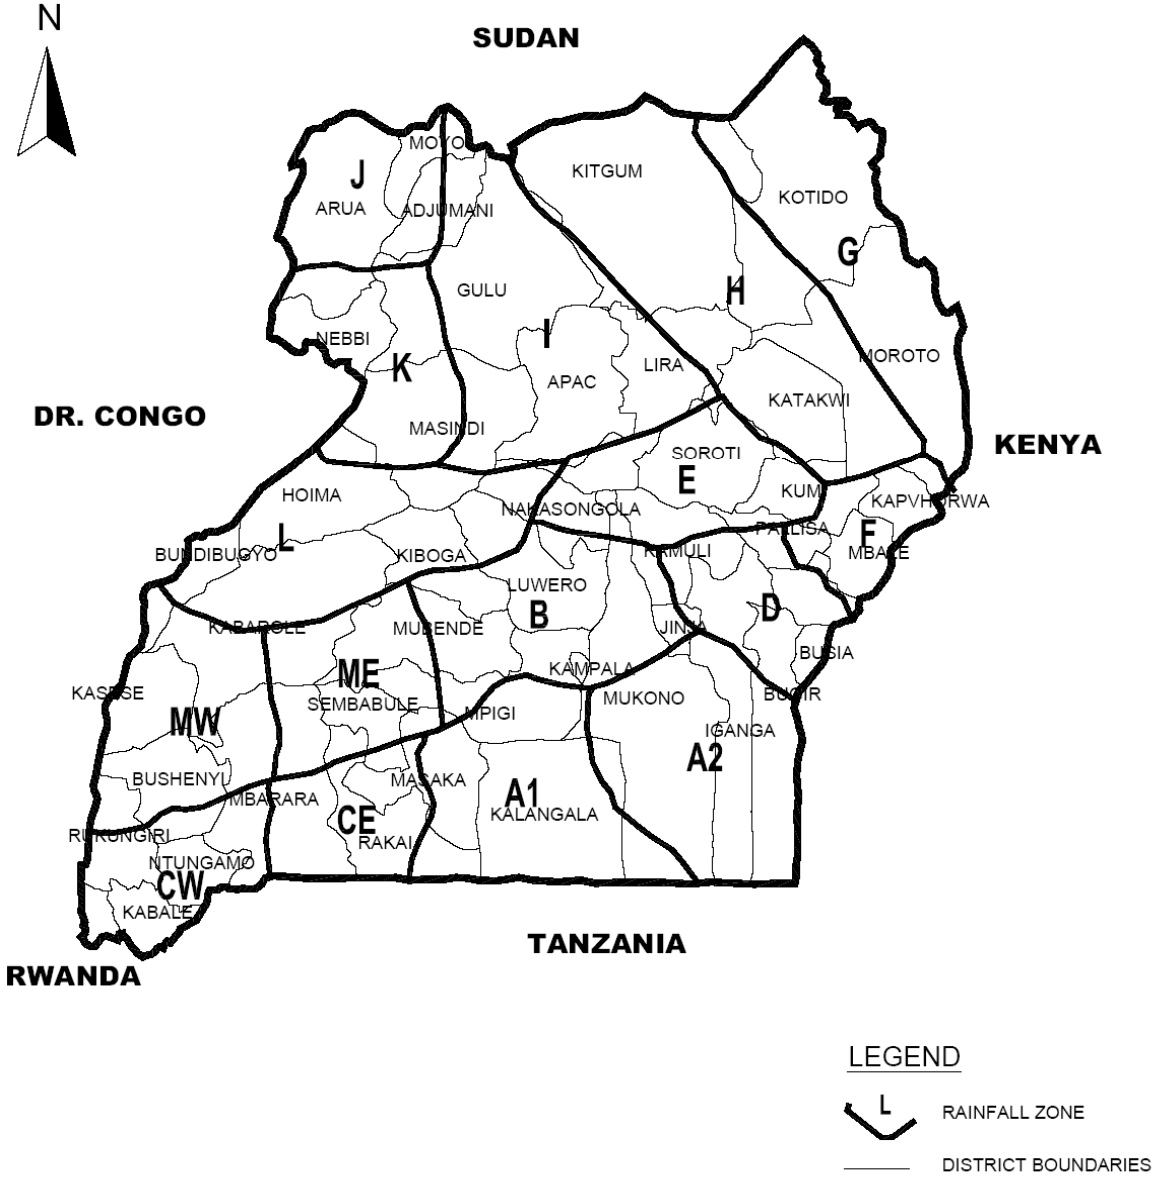 N
SUDAN
MOYO
KITGUM
J
KOTIDO
ARUA
ADJUMANI
G
GULU
H
NEBBI
I
MOROTO
K
LIRA
APAC
KATAKWI
DR. CONGO
MASINDI
KENYA
SOROTI
E
HOIMA
KUMI
KAPVHORWA
NAKASONGOLA
L
PALLISA
F
BUNDIBUGYO
KIBOGA
KAMULI
MBALE
LUWERO
B
D
KABAROLE
MUBENDE
JINJA
BUSIA
ME
KAMPALA
KASESE
SEMBABULE
MUKONO
BUGIR
MW
MPIGI
IGANGA
A2
BUSHENYI
MASAKA
MBARARA
A1
KALANGALA
CE
RUKUNGIRI
RAKAI
NTUNGAMO
CW
KABALE
TANZANIA
RWANDA
LEGEND
L
RAINFALL ZONE
DISTRICT BOUNDARIES